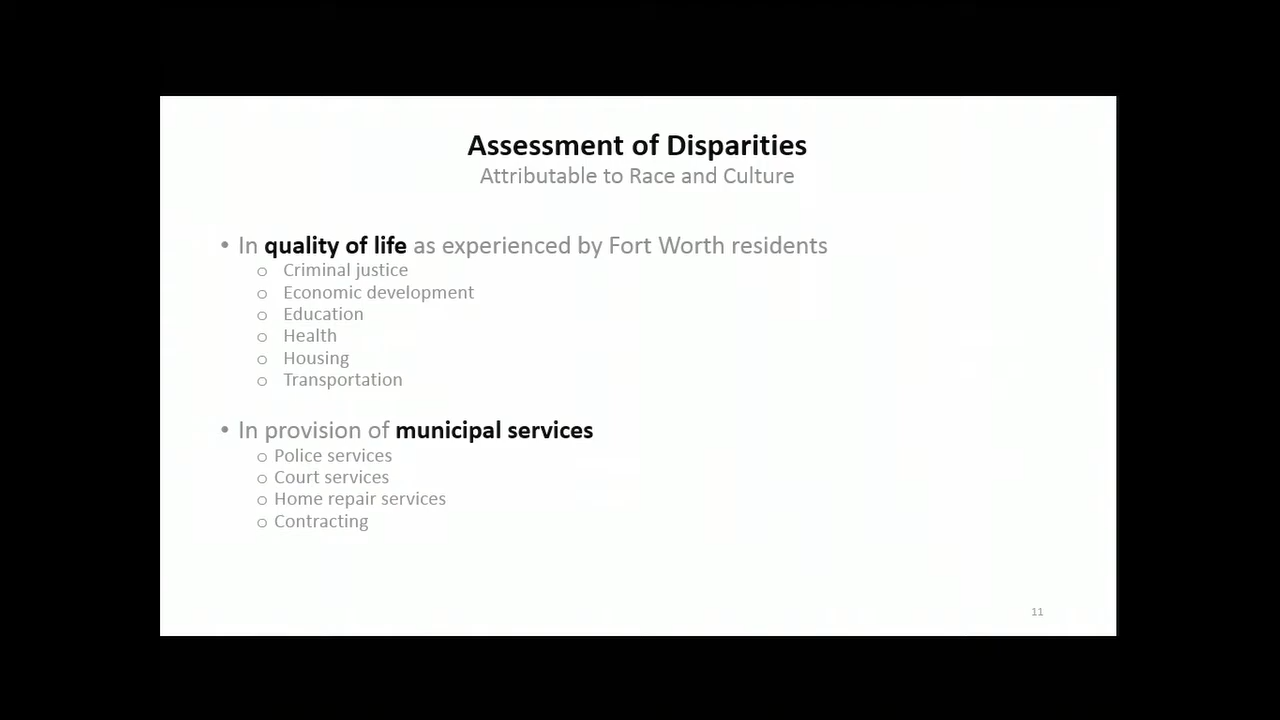 Assessment of Disparities
Attributable to Race and Culture
• In quality of life as experienced by Fort Worth residents
o Criminal justice
o Economic development
o Education
o Health
o Housing
o Transportation
• In provision of municipal services
o Police services
o Court services
o Home repair services
o Contracting
11